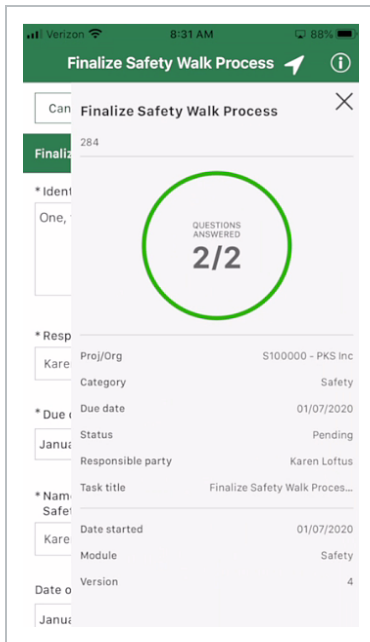 Verizon 8:31 AM 88%
Finalize Safety Walk Process
Can
Finalize Safety Walk Process
Finaliz
284
* Ident
One,
QUESTIONS
ANSWERED
2/2
* Resp
Proj/Org S100000 - PKS Inc
Kare
Category Safety
Due date 01/07/2020
* Due
Status Pending
Janua
Responsible party Karen Loftus
Task title Finalize Safety Walk Proces...
* Nam
Safet
Date started 01/07/2020
Kare
Module Safety
Version 4
Date o
Janua